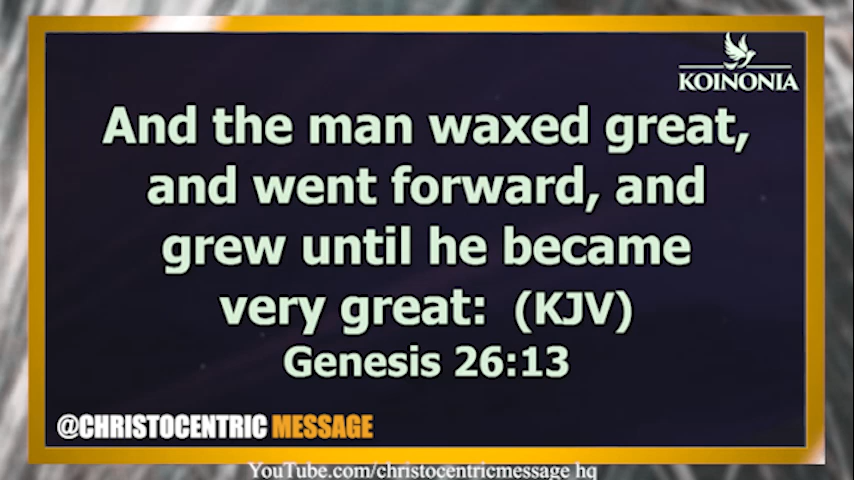 KOINONIA
And the man waxed great,
and went forward, and
grew until he became
very great: (KJV)
Genesis 26:13
@CHRISTOCENTRIC MESSAGE
YouTube.com/christocentricmessage hq